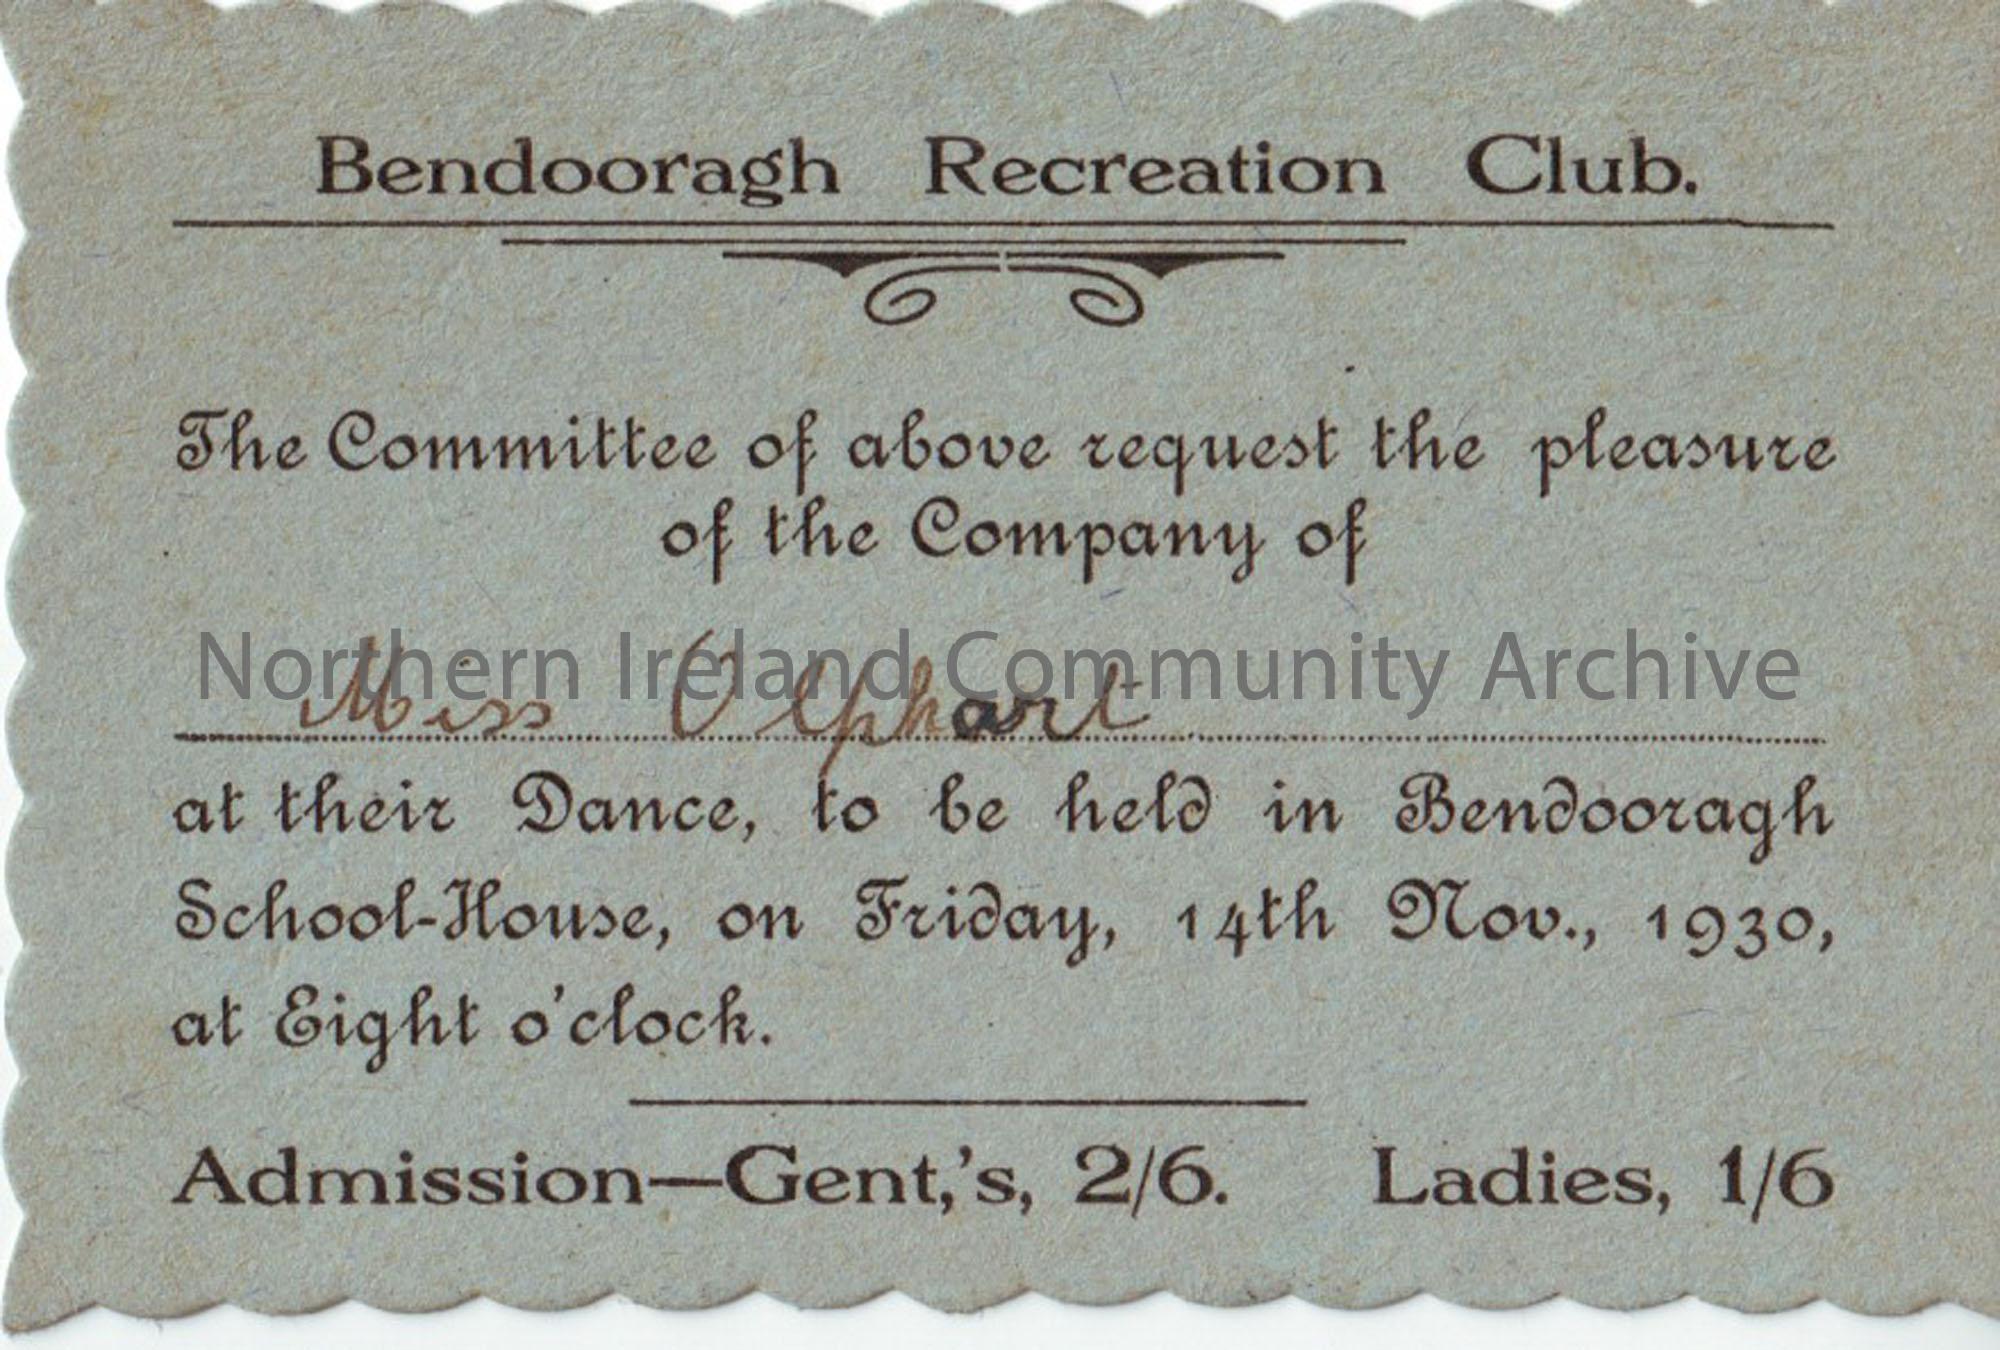 Bendooragh Recreation Club.
The Committee of above request the pleasure
of the Company of
Northern Ireland Community Archive
Miss Olphart
at their Dance, to be held in Bendooragh
School-House, on Friday, 14th Nov., 1930,
at Eight o'clock.
Admission—Gent,'s, 2/6. Ladies, 1/6